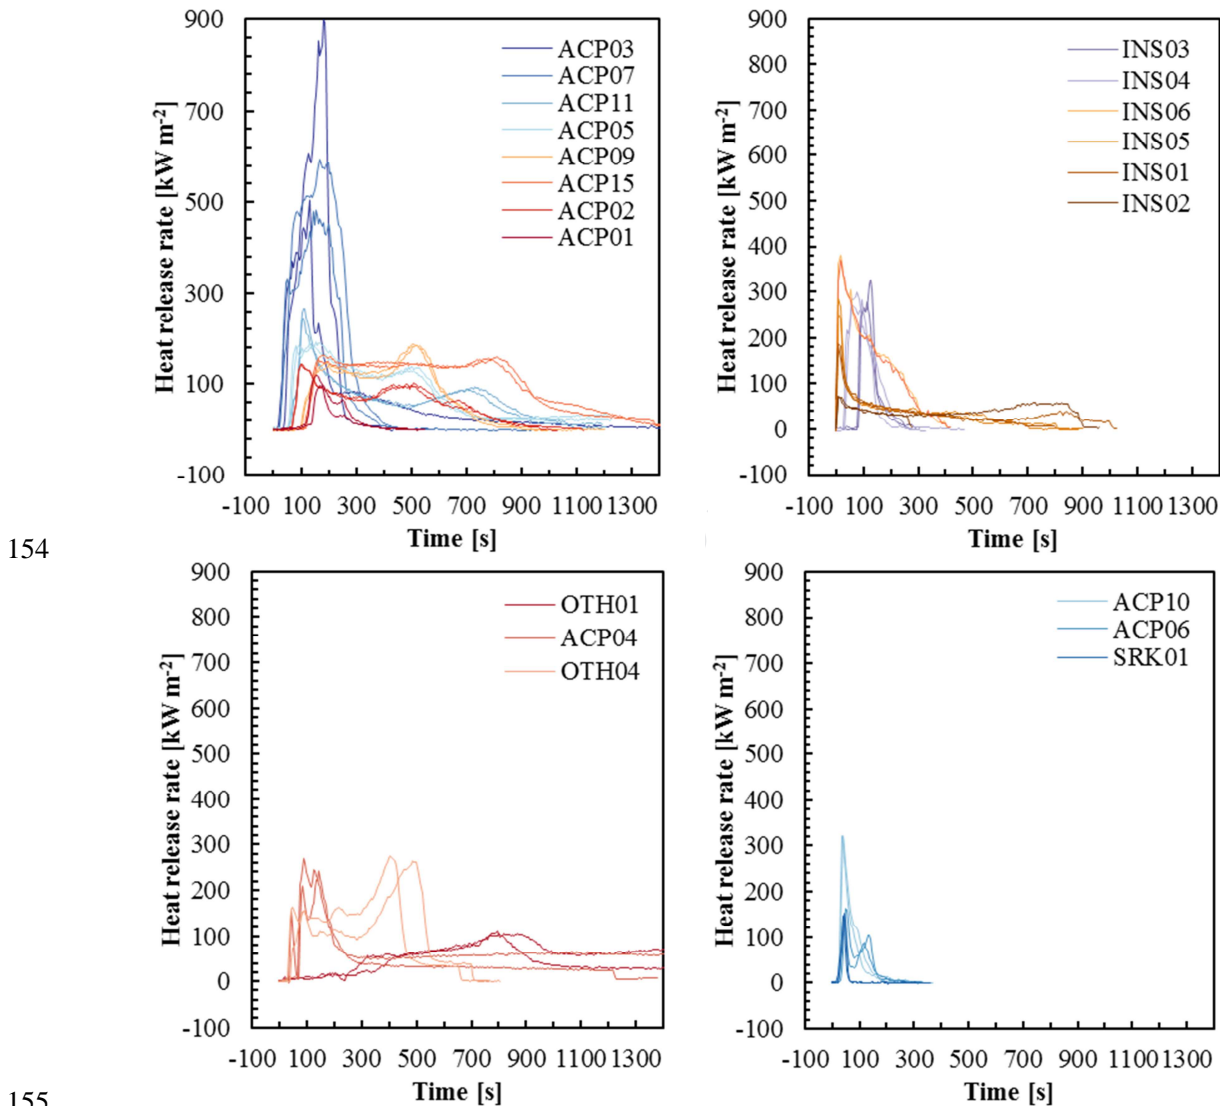 900
700
500
300
100
-100
Heat release rate [kW m-2]
ACP03
ACP07
ACP11
ACP05
ACP09
ACP15
ACP02
ACP01
-100 100 300 500 700 900 1100 1300
Time [s]
900
800
700
600
500
400
300
200
100
0
-100
Heat release rate [kW m-2]
INS03
INS04
INS06
INS05
INS01
INS02
-100 100 300 500 700 900 1100 1300
Time [s]
154
900
800
700
600
500
400
300
200
100
0
-100
Heat release rate [kW m-2]
OTH01
ACP04
OTH04
-100 100 300 500 700 900 1100 1300
Time [s]
900
800
700
600
500
400
300
200
100
0
-100
Heat release rate [kW m-2]
ACP10
ACP06
SRK01
-100 100 300 500 700 900 1100 1300
Time [s]
155